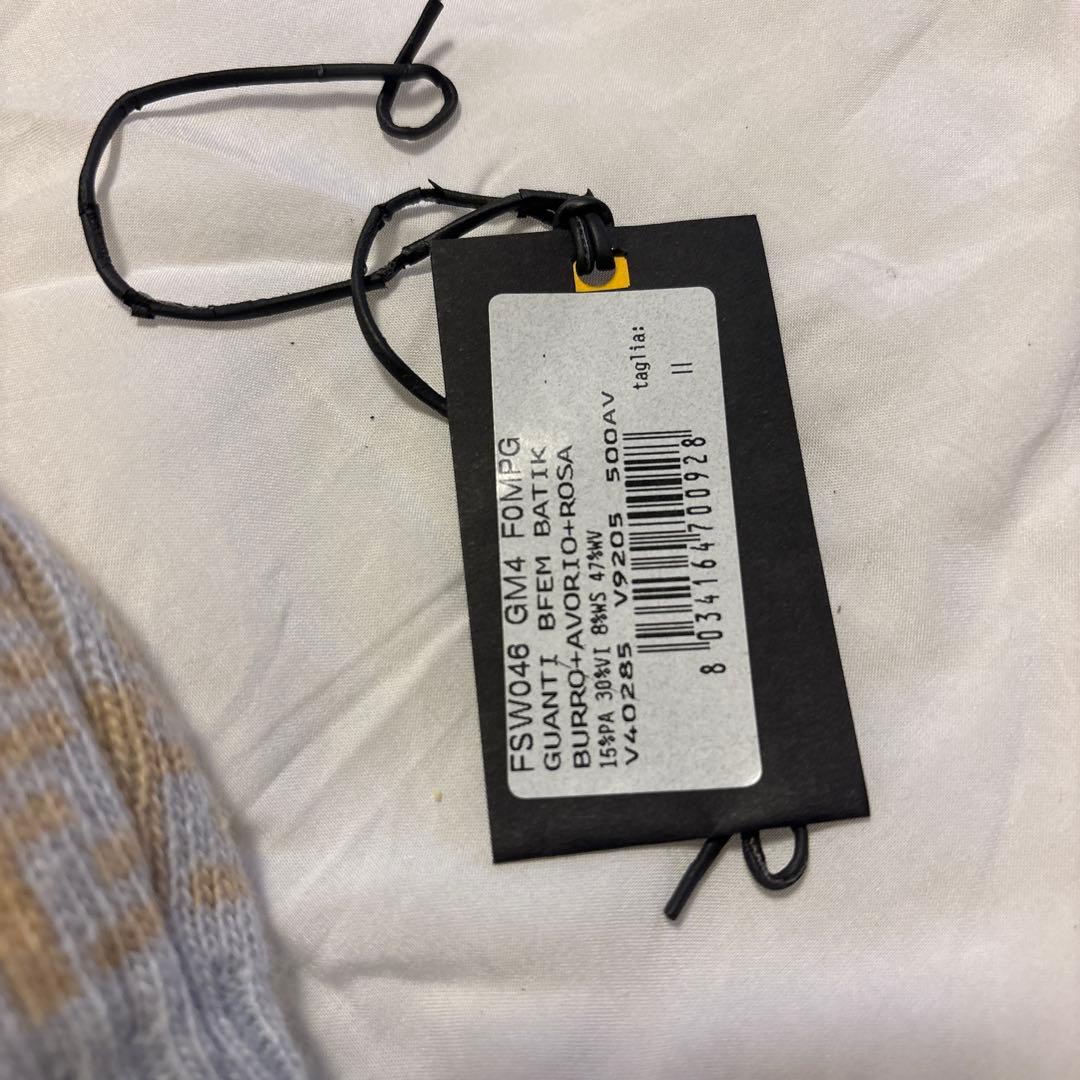 FSW046 GM4 F0MPG
GUANTI BFEM BATIK
BURRO+AVORIO+ROSA
15%PA 30%VI 8%WS 47%WV
V40285 V9205 500AV
8 034164 700928
taglia:
II